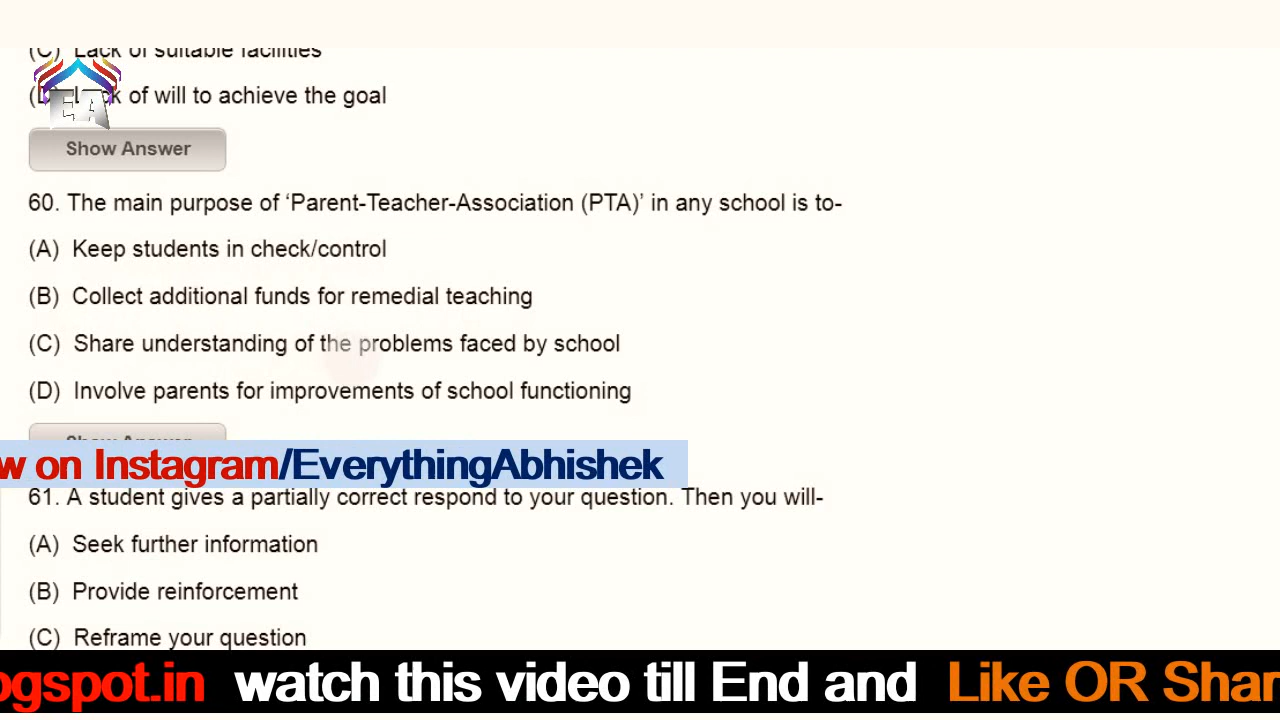 (C) Lack of suitable facilities
EA
of will to achieve the goal
Show Answer
60. The main purpose of ‘Parent-Teacher-Association (PTA)’ in any school is to-
(A) Keep students in check/control
(B) Collect additional funds for remedial teaching
(C) Share understanding of the problems faced by school
(D) Involve parents for improvements of school functioning
Show Answer
w on Instagram/EverythingAbhishek
61. A student gives a partially correct respond to your question. Then you will-
(A) Seek further information
(B) Provide reinforcement
(C) Reframe your question
ogspot.in watch this video till End and Like OR Shar